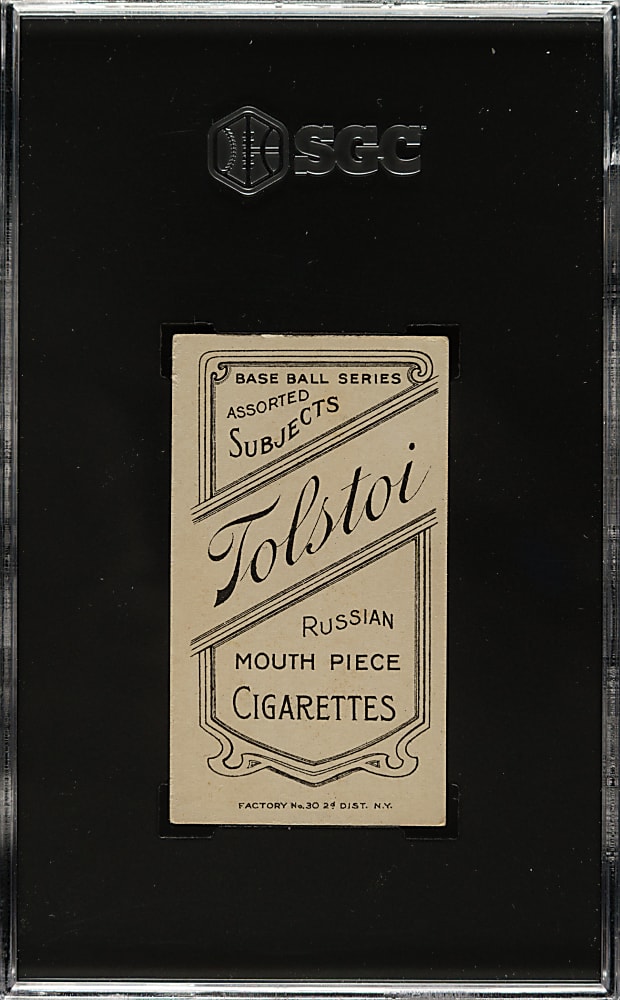 SGC
BASE BALL SERIES
ASSORTED
SUBJECTS
Tolstoi
RUSSIAN
MOUTH PIECE
CIGARETTES
FACTORY No. 30 2d DIST. N.Y.